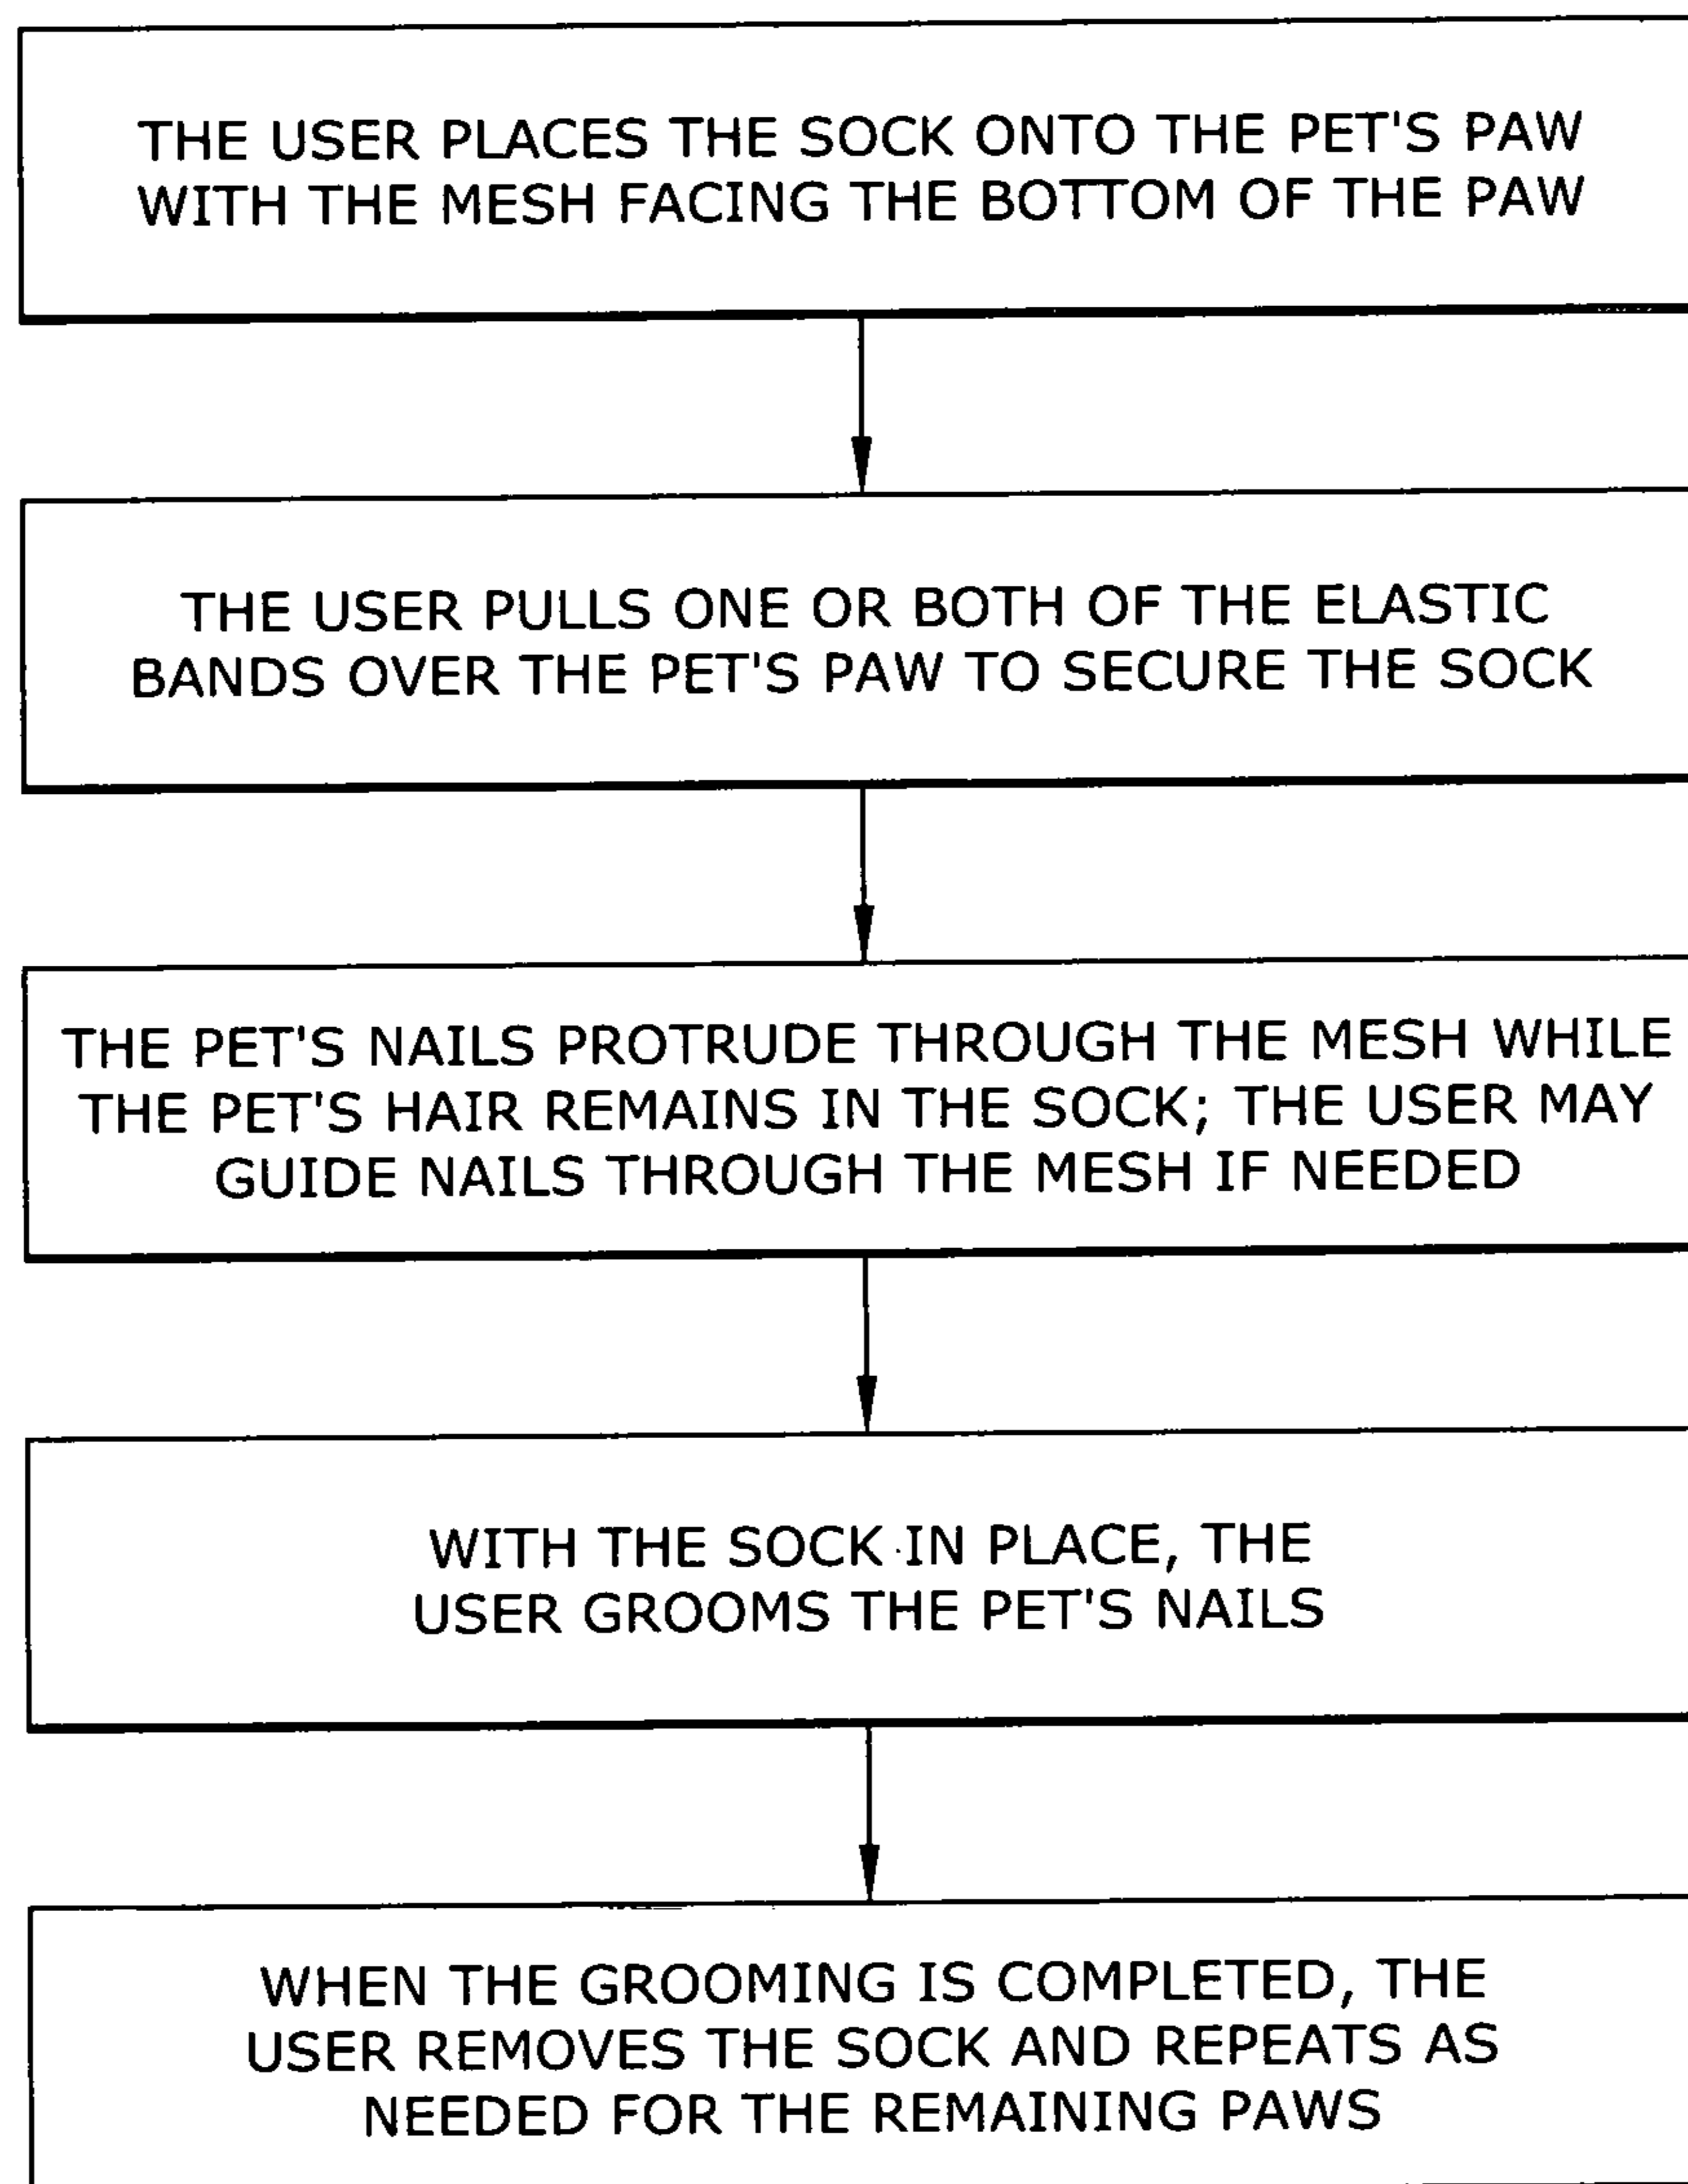 THE USER PLACES THE SOCK ONTO THE PET'S PAW
WITH THE MESH FACING THE BOTTOM OF THE PAW
THE USER PULLS ONE OR BOTH OF THE ELASTIC
BANDS OVER THE PET'S PAW TO SECURE THE SOCK
THE PET'S NAILS PROTRUDE THROUGH THE MESH WHILE
THE PET'S HAIR REMAINS IN THE SOCK; THE USER MAY
GUIDE NAILS THROUGH THE MESH IF NEEDED
WITH THE SOCK IN PLACE, THE
USER GROOMS THE PET'S NAILS
WHEN THE GROOMING IS COMPLETED, THE
USER REMOVES THE SOCK AND REPEATS AS
NEEDED FOR THE REMAINING PAWS